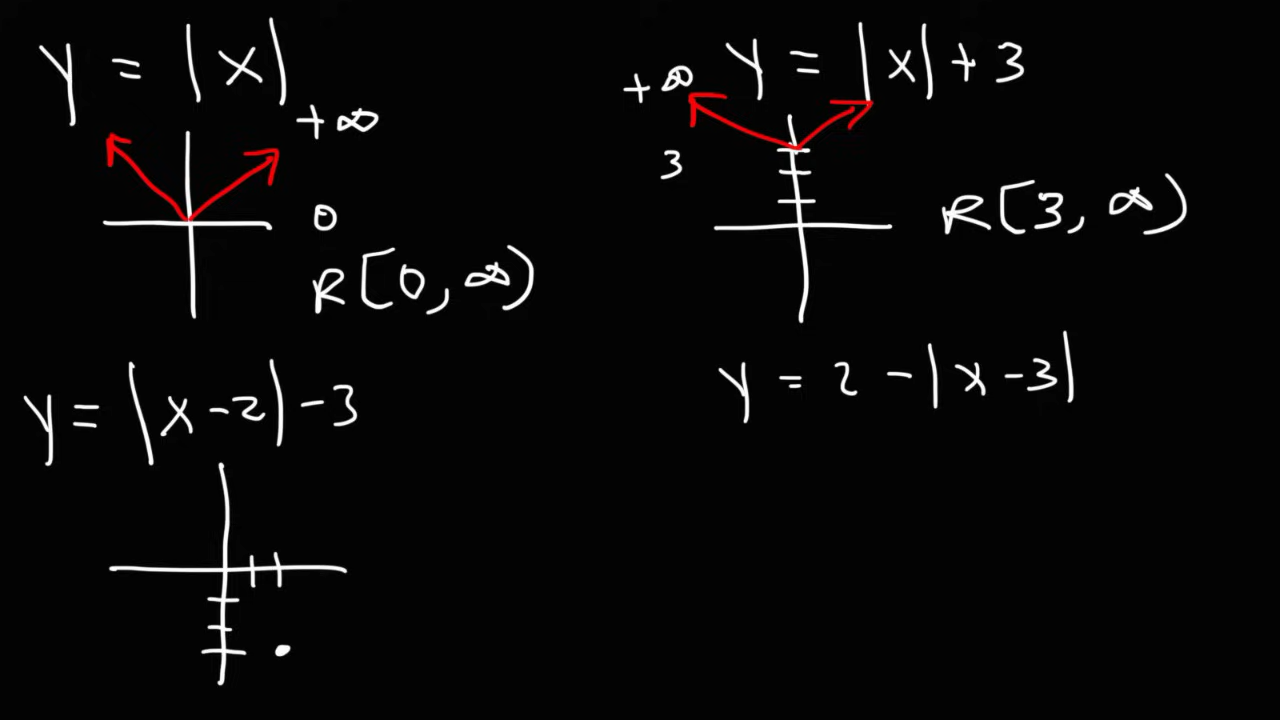 y = |x|
+∞
0
R[0, ∞)
y = |x| + 3
+∞
3
R[3, ∞)
y = |x-2| - 3
y = 2 - |x-3|